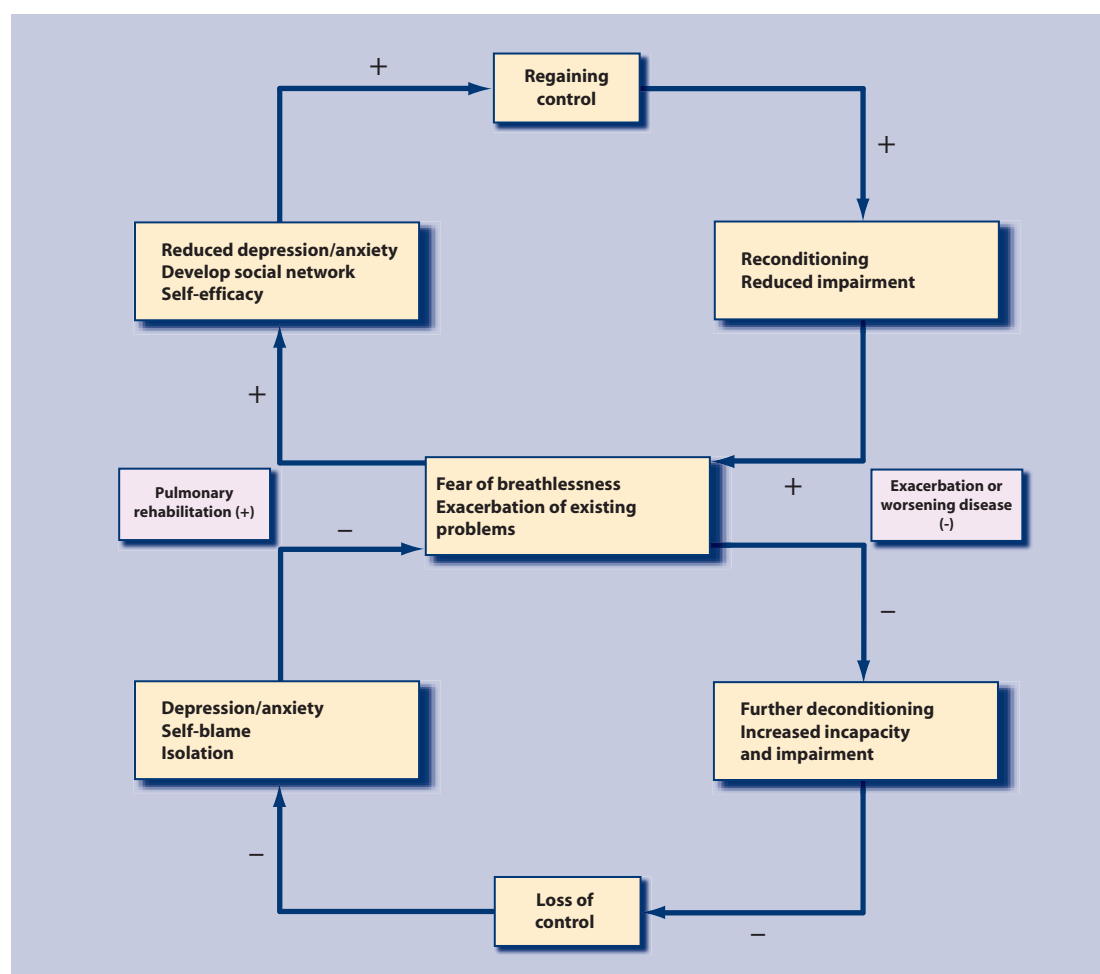 +
Regaining
control
+
Reduced depression/anxiety
Develop social network
Self-efficacy
Reconditioning
Reduced impairment
+
Pulmonary
rehabilitation (+)
Fear of breathlessness
Exacerbation of existing
problems
+
Exacerbation or
worsening disease
(-)
–
–
Depression/anxiety
Self-blame
Isolation
Further deconditioning
Increased incapacity
and impairment
–
Loss of
control
–